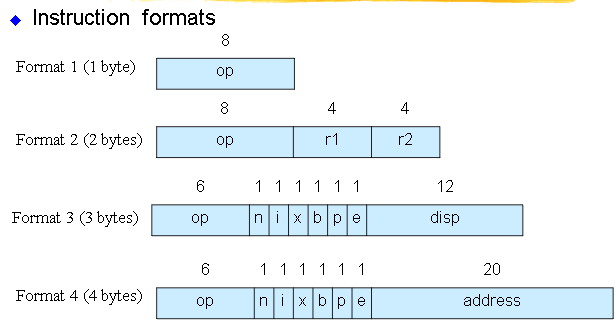 Instruction formats
8
Format 1 (1 byte) op
8 4 4
Format 2 (2 bytes) op r1 r2
6 1 1 1 1 1 1 12
Format 3 (3 bytes) op n i x b p e disp
6 1 1 1 1 1 1 20
Format 4 (4 bytes) op n i x b p e address